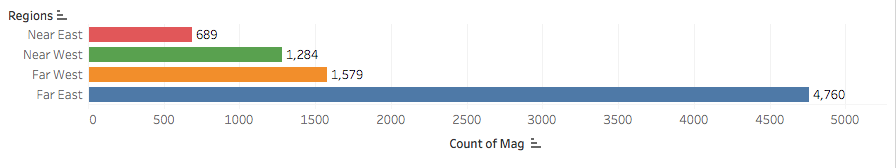 Regions
Near East 689
Near West 1,284
Far West 1,579
Far East 4,760
0 500 1000 1500 2000 2500 3000 3500 4000 4500 5000
Count of Mag